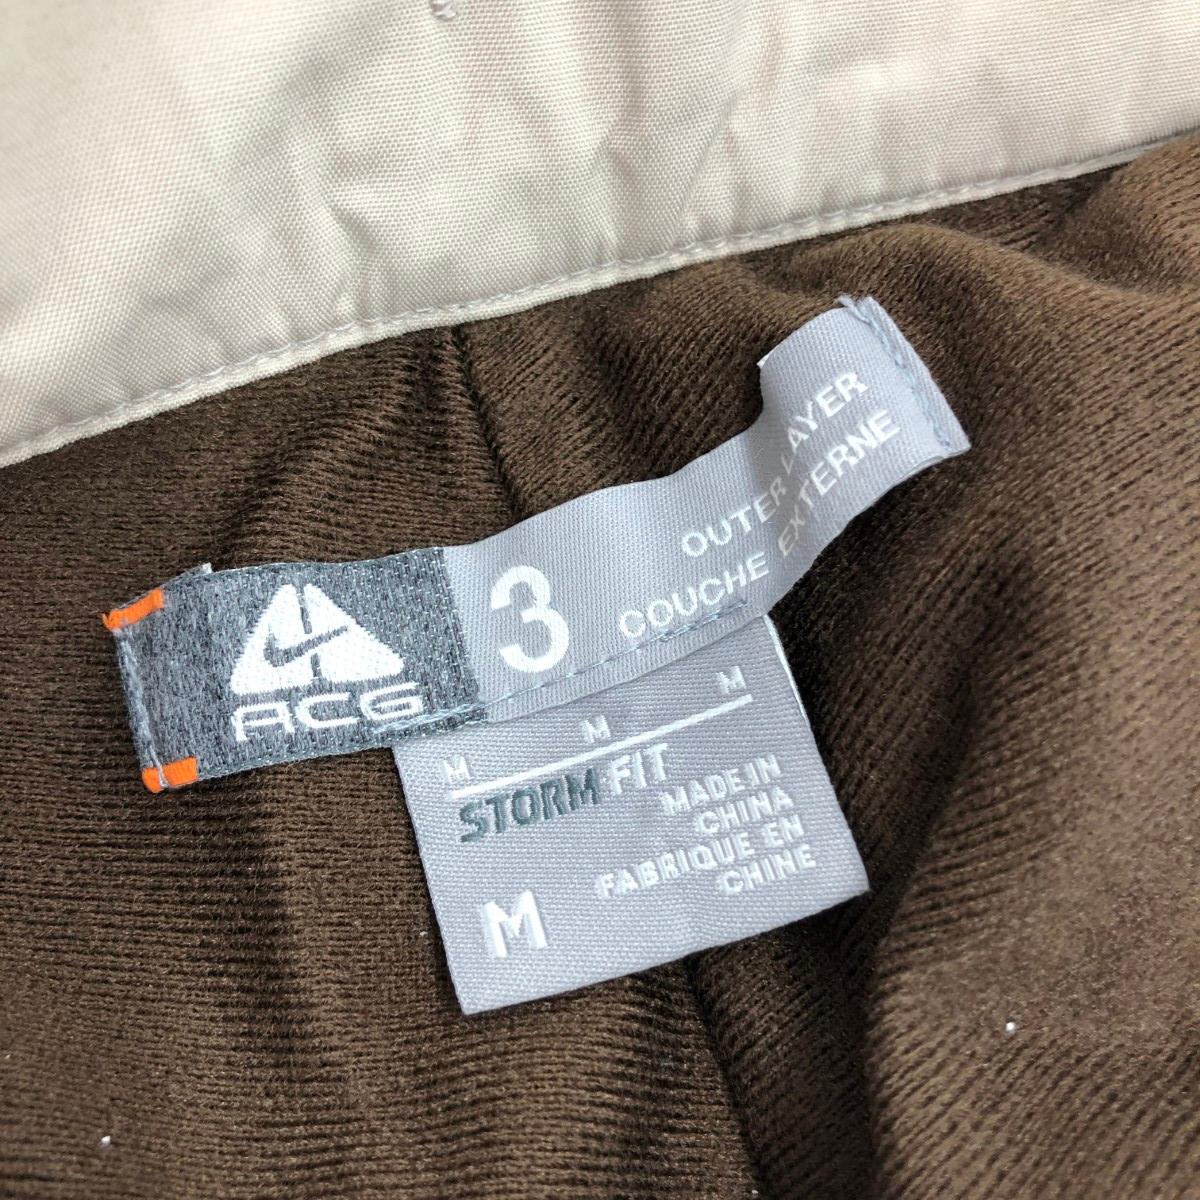 ACG
3
OUTER LAYER
COUCHE EXTERNE
M M M
STORM FIT
MADE IN
CHINA
FABRIQUE EN
CHINE
M